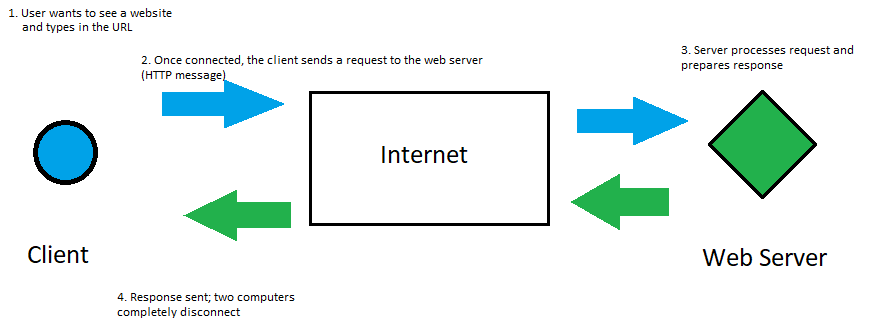 1. User wants to see a website
and types in the URL
2. Once connected, the client sends a request to the web server
(HTTP message)
3. Server processes request and
prepares response
Internet
Client
Web Server
4. Response sent; two computers
completely disconnect